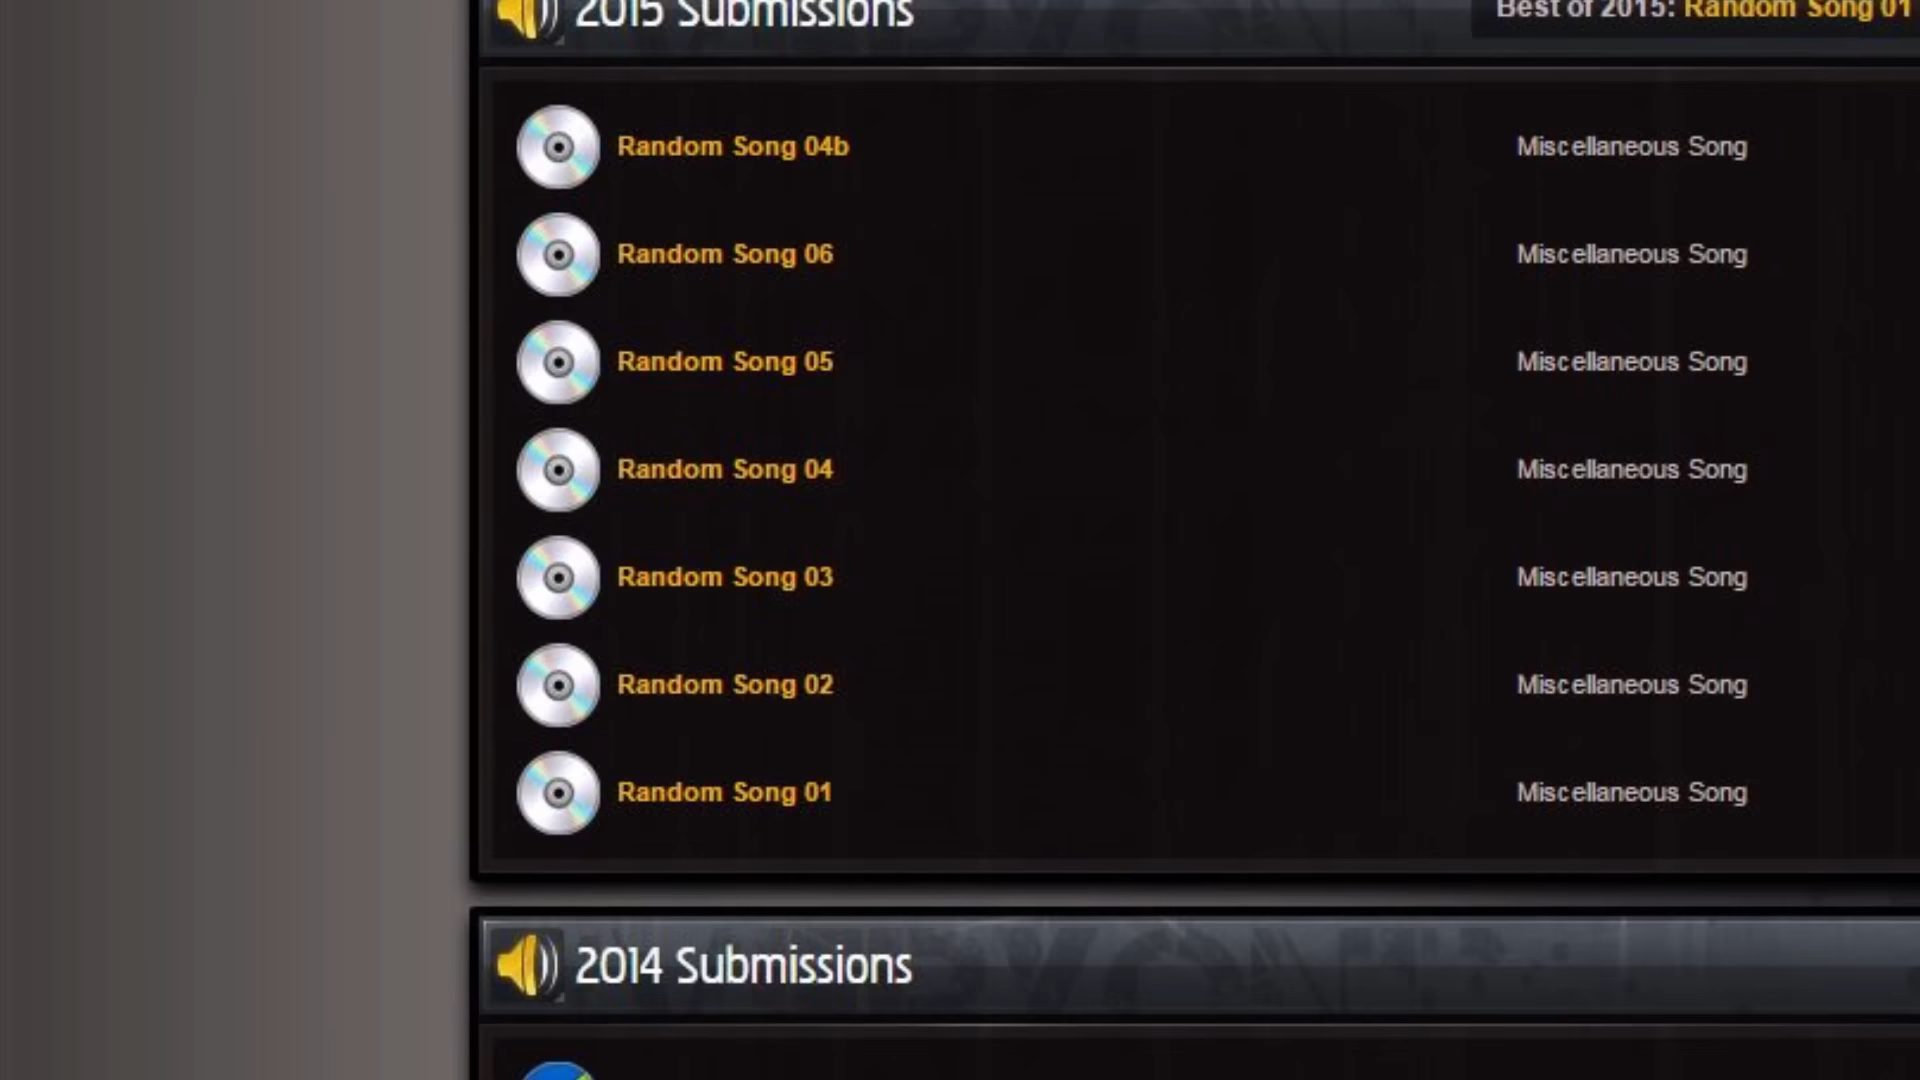 2015 Submissions
Best of 2015: Random Song 01
Random Song 04b Miscellaneous Song
Random Song 06 Miscellaneous Song
Random Song 05 Miscellaneous Song
Random Song 04 Miscellaneous Song
Random Song 03 Miscellaneous Song
Random Song 02 Miscellaneous Song
Random Song 01 Miscellaneous Song
2014 Submissions